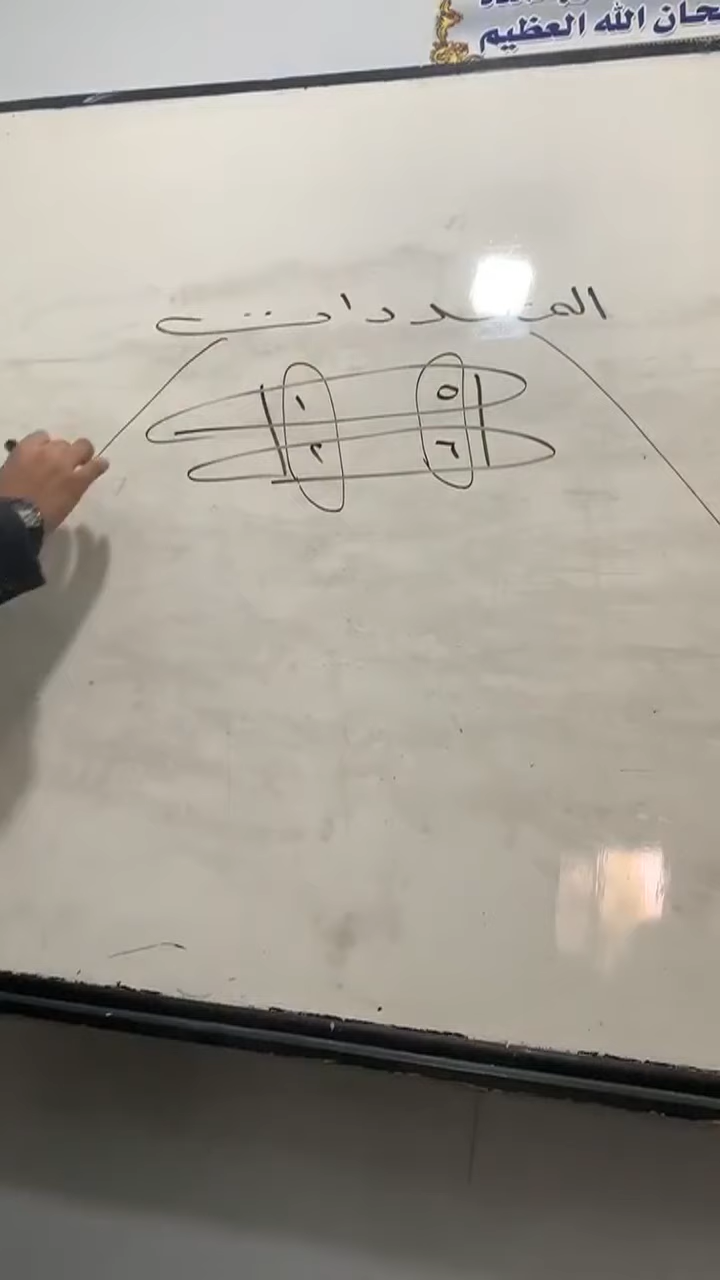 الله العظيم
المحددات
١ ٥
٢ ٦